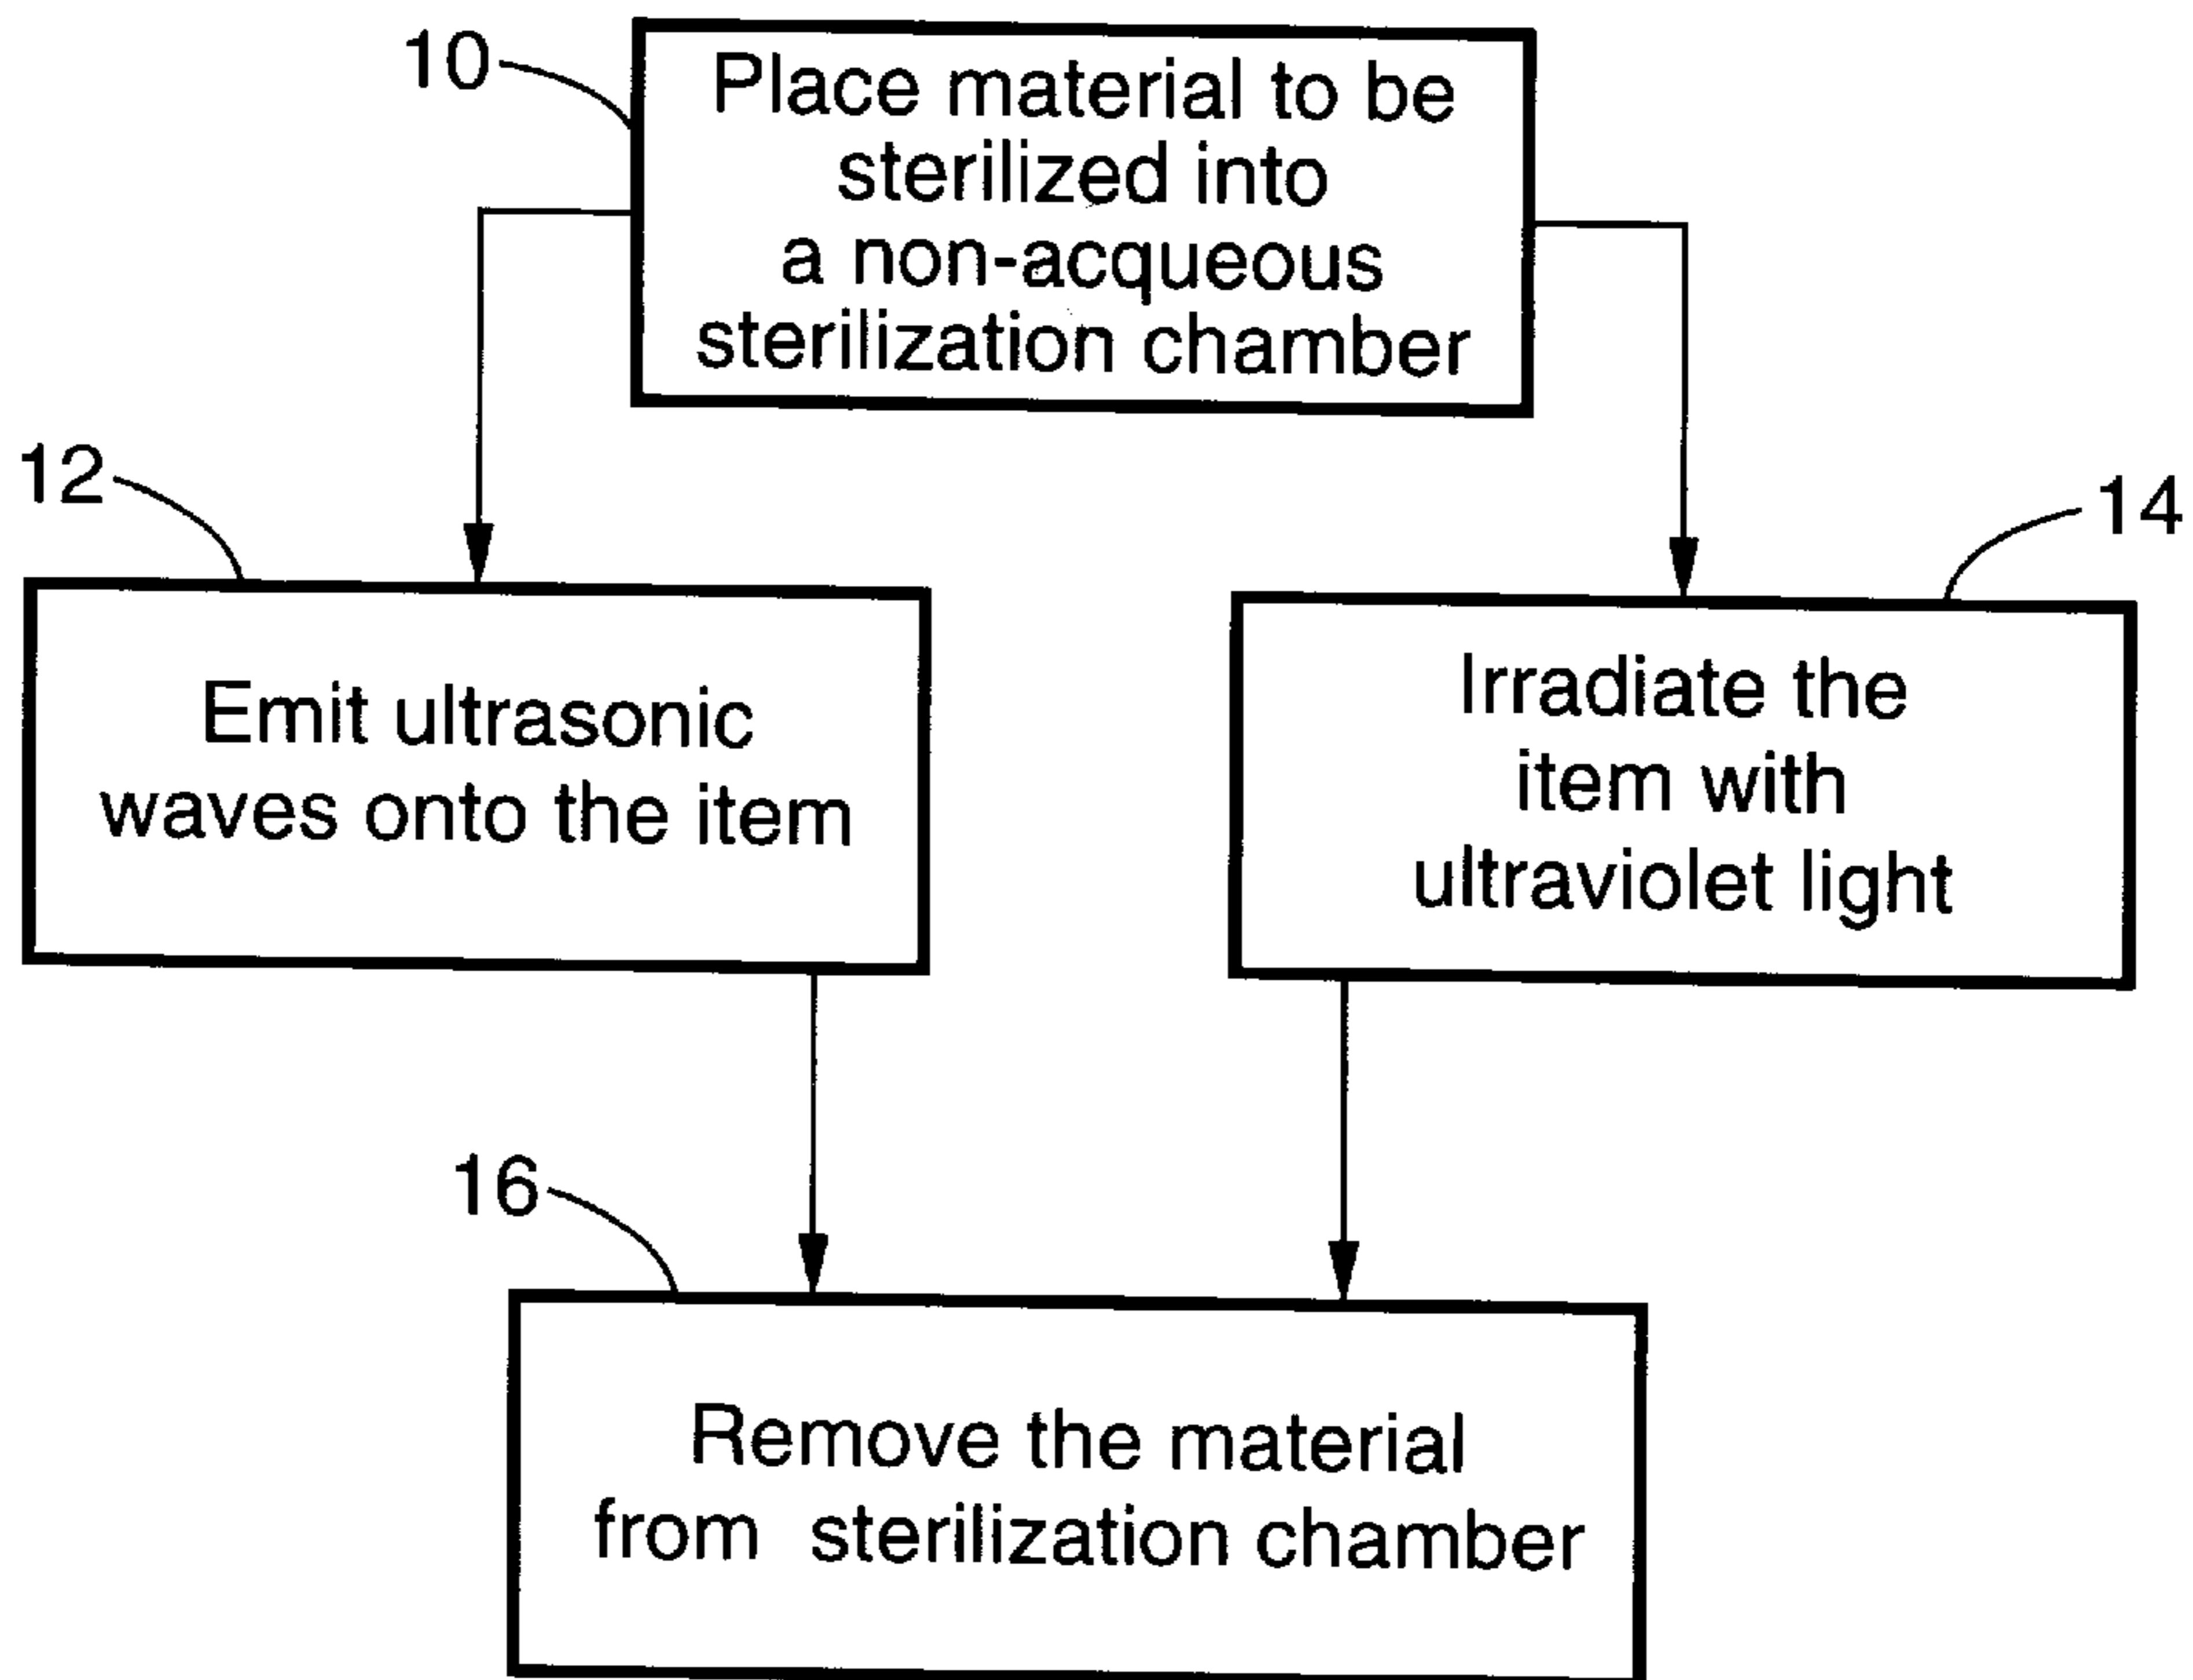 10
Place material to be
sterilized into
a non-acqueous
sterilization chamber
12
14
Emit ultrasonic
waves onto the item
Irradiate the
item with
ultraviolet light
16
Remove the material
from sterilization chamber